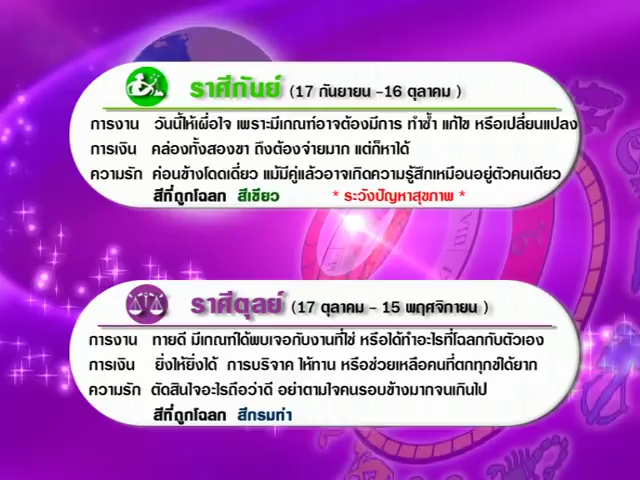 ราศีกันย์ (17 กันยายน -16 ตุลาคม )
การงาน วันนี้ให้เผื่อใจ เพราะมีเกณฑ์อาจต้องมีการ ทำซ้ำ แก้ไข หรือเปลี่ยนแปลง
การเงิน คล่องทั้งสองขา ถึงต้องจ่ายมาก แต่ก็หาได้
ความรัก ค่อนข้างโดดเดี่ยว แม้มีคู่แล้วอาจเกิดความรู้สึกเหมือนอยู่ตัวคนเดียว
สีที่ถูกโฉลก สีเขียว * ระวังปัญหาสุขภาพ *
ราศีตุลย์ (17 ตุลาคม - 15 พฤศจิกายน )
การงาน ทายดี มีเกณฑ์ได้พบเจอกับงานที่ใช่ หรือได้ทำอะไรที่โฉลกกับตัวเอง
การเงิน ยิ่งให้ยิ่งได้ การบริจาค ให้ทาน หรือช่วยเหลือคนที่ตกทุกข์ได้ยาก
ความรัก ตัดสินใจอะไรถือว่าดี อย่าตามใจคนรอบข้างมากจนเกินไป
สีที่ถูกโฉลก สีกรมท่า